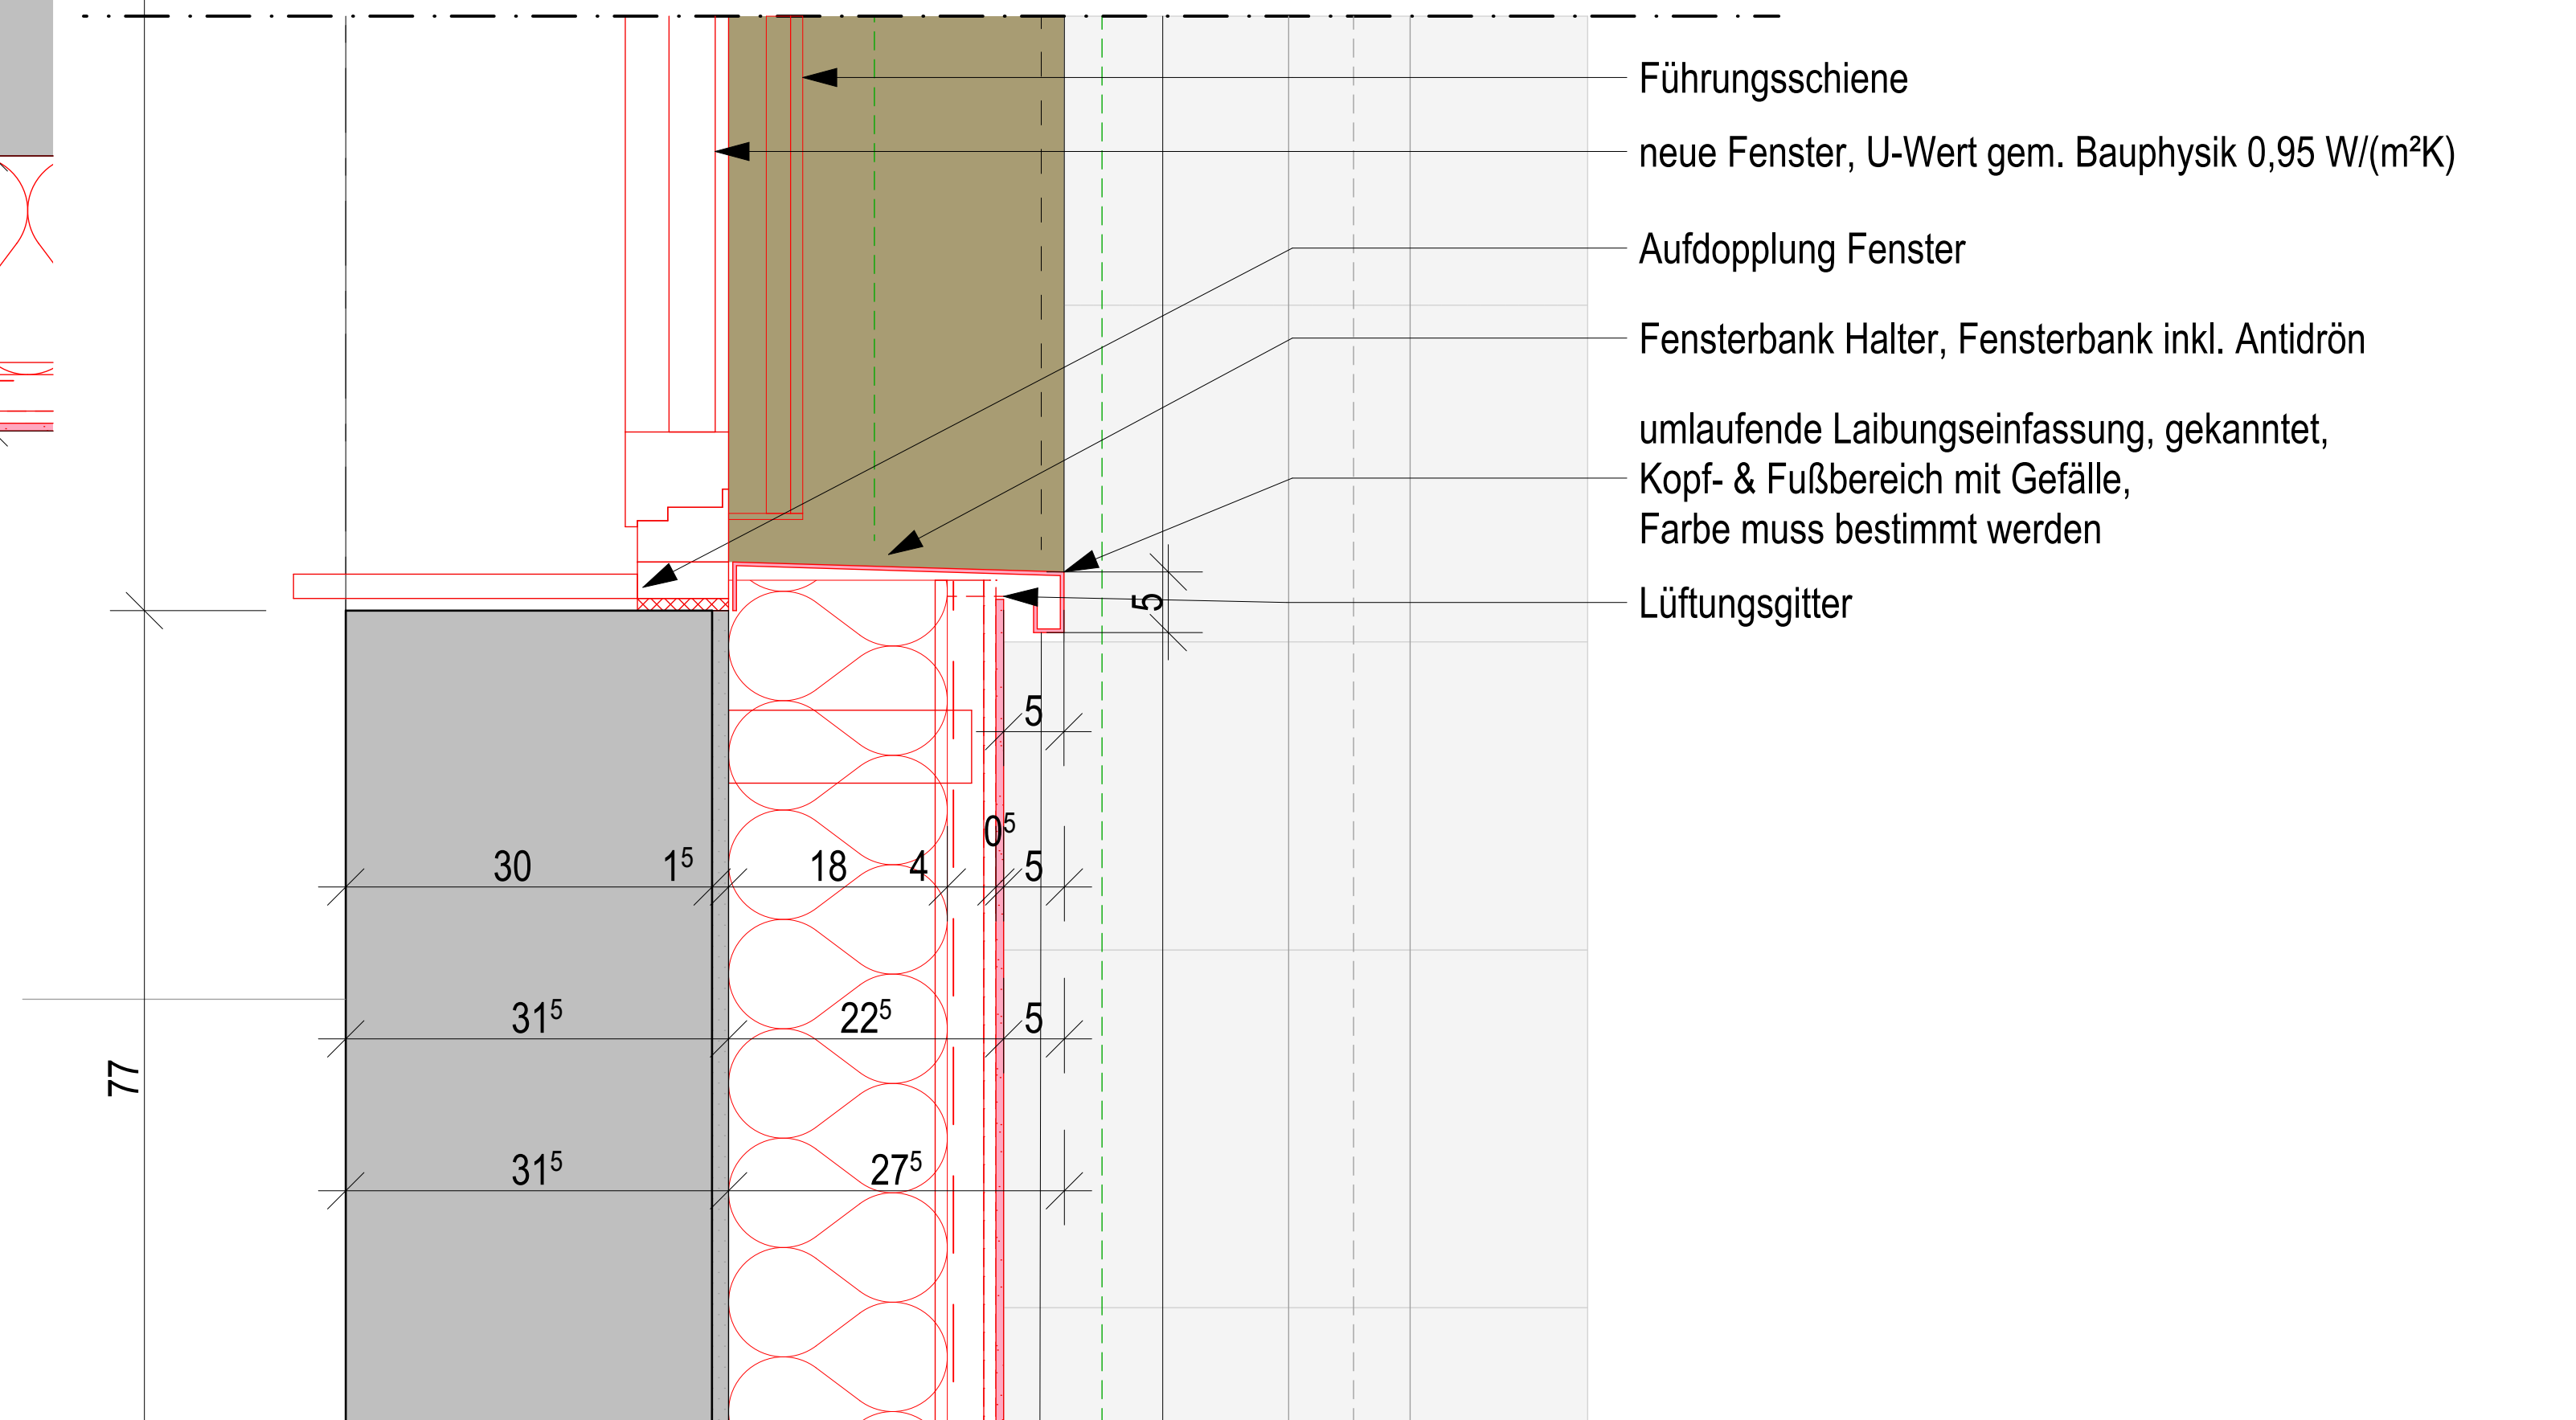 Führungsschiene
neue Fenster, U-Wert gem. Bauphysik 0,95 W/(m²K)
Aufdopplung Fenster
Fensterbank Halter, Fensterbank inkl. Antidrön
umlaufende Laibungseinfassung, gekanntet,
Kopf- & Fußbereich mit Gefälle,
Farbe muss bestimmt werden
Lüftungsgitter
5
5
0⁵
30 1⁵ 18 4 5
31⁵ 22⁵ 5
77
31⁵ 27⁵